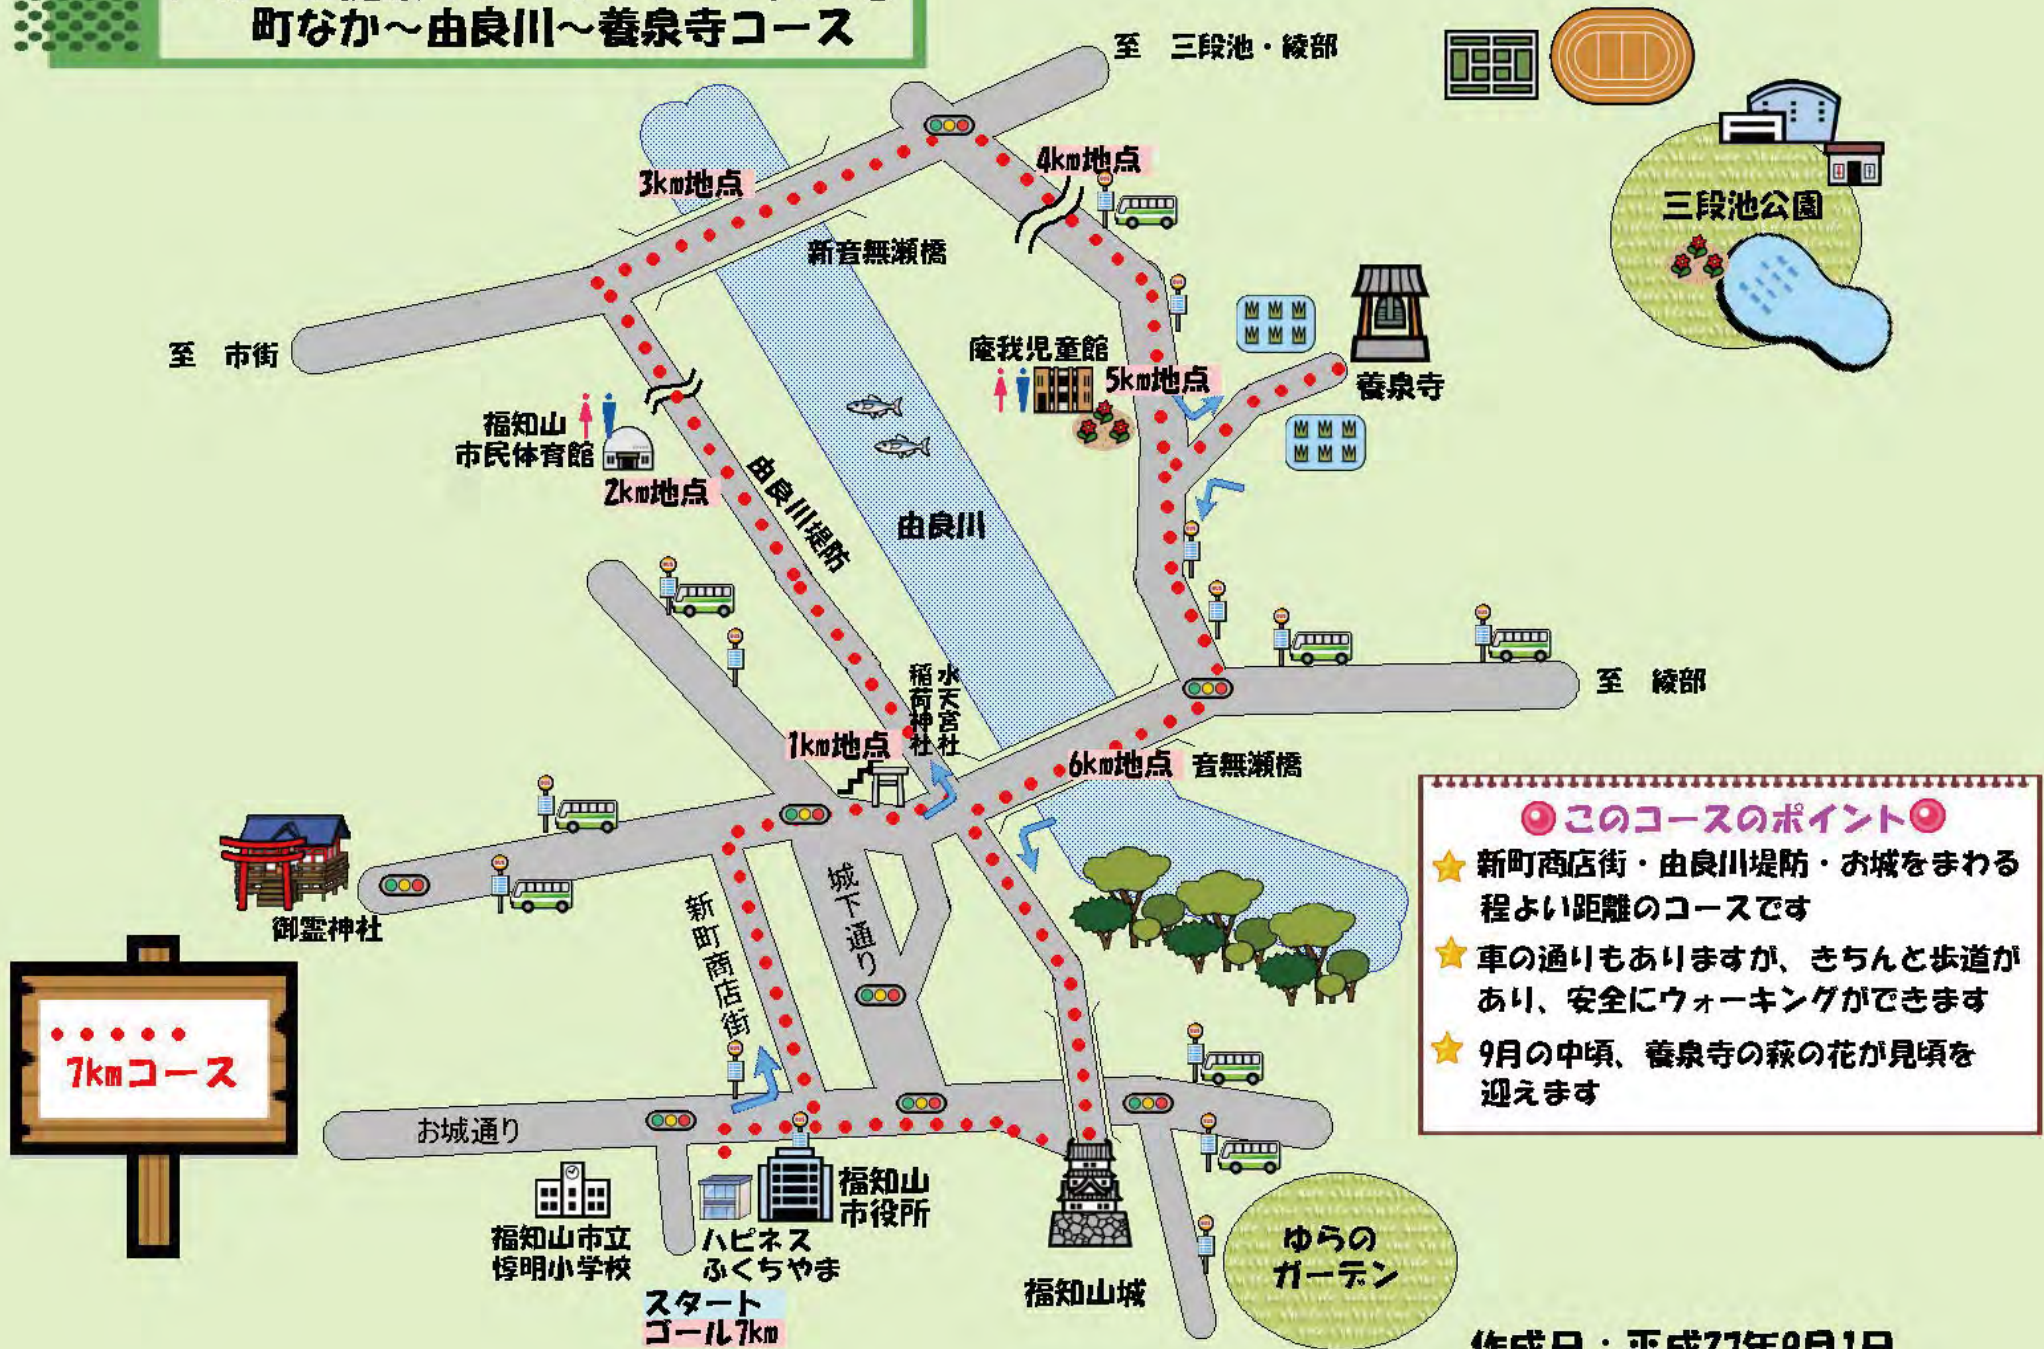 町なか～由良川～養泉寺コース
至 三段池・綾部
4km地点
3km地点
三段池公園
新音無瀬橋
至 市街
庵我児童館
5km地点
養泉寺
福知山
市民体育館
2km地点
由良川堤防
由良川
稲荷神社
水天宮社
至 綾部
1km地点
6km地点
音無瀬橋
このコースのポイント
新町商店街・由良川堤防・お城をまわる
程よい距離のコースです
車の通りもありますが、きちんと歩道が
あり、安全にウォーキングができます
9月の中頃、養泉寺の萩の花が見頃を
迎えます
御霊神社
新町商店街
城下通り
7kmコース
お城通り
福知山市立
惇明小学校
ハピネス
ふくちやま
福知山
市役所
スタート
ゴール7km
福知山城
ゆらの
ガーデン